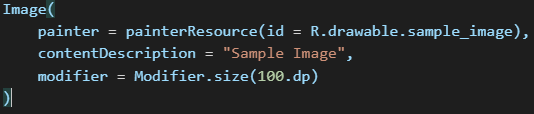 Image(
    painter = painterResource(id = R.drawable.sample_image),
    contentDescription = "Sample Image",
    modifier = Modifier.size(100.dp)
)